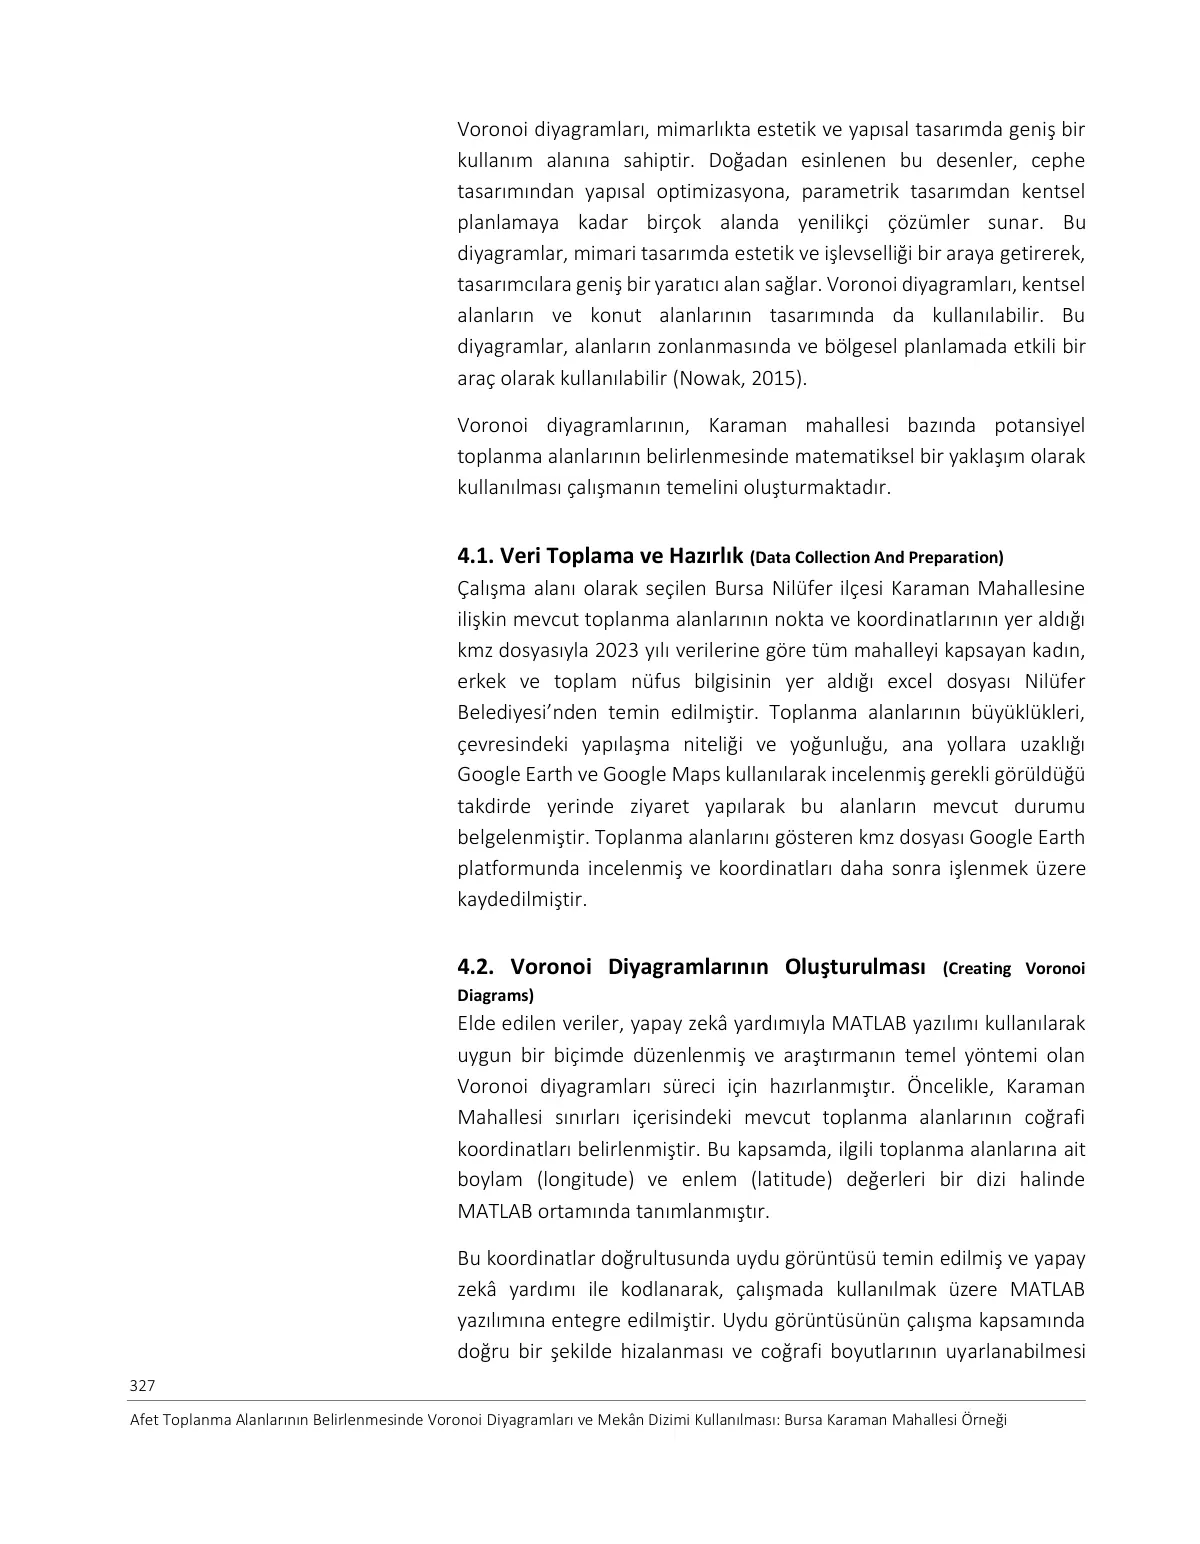 Voronoi diyagramları, mimarlıkta estetik ve yapısal tasarımda geniş bir
kullanım alanına sahiptir. Doğadan esinlenen bu desenler, cephe
tasarımından yapısal optimizasyona, parametrik tasarımdan kentsel
planlamaya kadar birçok alanda yenilikçi çözümler sunar. Bu
diyagramlar, mimari tasarımda estetik ve işlevselliği bir araya getirerek,
tasarımcılara geniş bir yaratıcı alan sağlar. Voronoi diyagramları, kentsel
alanların ve konut alanlarının tasarımında da kullanılabilir. Bu
diyagramlar, alanların zonlanmasında ve bölgesel planlamada etkili bir
araç olarak kullanılabilir (Nowak, 2015).
Voronoi diyagramlarının, Karaman mahallesi bazında potansiyel
toplanma alanlarının belirlenmesinde matematiksel bir yaklaşım olarak
kullanılması çalışmanın temelini oluşturmaktadır.
4.1. Veri Toplama ve Hazırlık (Data Collection And Preparation)
Çalışma alanı olarak seçilen Bursa Nilüfer ilçesi Karaman Mahallesine
ilişkin mevcut toplanma alanlarının nokta ve koordinatlarının yer aldığı
kmz dosyasıyla 2023 yılı verilerine göre tüm mahalleyi kapsayan kadın,
erkek ve toplam nüfus bilgisinin yer aldığı excel dosyası Nilüfer
Belediyesi’nden temin edilmiştir. Toplanma alanlarının büyüklükleri,
çevresindeki yapılaşma niteliği ve yoğunluğu, ana yollara uzaklığı
Google Earth ve Google Maps kullanılarak incelenmiş gerekli görüldüğü
takdirde yerinde ziyaret yapılarak bu alanların mevcut durumu
belgelenmiştir. Toplanma alanlarını gösteren kmz dosyası Google Earth
platformunda incelenmiş ve koordinatları daha sonra işlenmek üzere
kaydedilmiştir.
4.2. Voronoi Diyagramlarının Oluşturulması (Creating Voronoi
Diagrams)
Elde edilen veriler, yapay zekâ yardımıyla MATLAB yazılımı kullanılarak
uygun bir biçimde düzenlenmiş ve araştırmanın temel yöntemi olan
Voronoi diyagramları süreci için hazırlanmıştır. Öncelikle, Karaman
Mahallesi sınırları içerisindeki mevcut toplanma alanlarının coğrafi
koordinatları belirlenmiştir. Bu kapsamda, ilgili toplanma alanlarına ait
boylam (longitude) ve enlem (latitude) değerleri bir dizi halinde
MATLAB ortamında tanımlanmıştır.
Bu koordinatlar doğrultusunda uydu görüntüsü temin edilmiş ve yapay
zekâ yardımı ile kodlanarak, çalışmada kullanılmak üzere MATLAB
yazılımına entegre edilmiştir. Uydu görüntüsünün çalışma kapsamında
doğru bir şekilde hizalanması ve coğrafi boyutlarının uyarlanabilmesi
327
Afet Toplanma Alanlarının Belirlenmesinde Voronoi Diyagramları ve Mekân Dizimi Kullanılması: Bursa Karaman Mahallesi Örneği